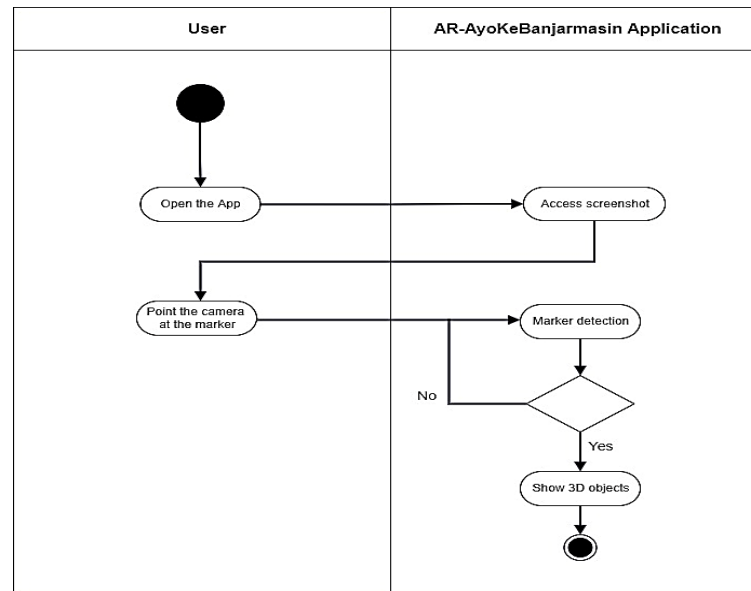 User
AR-AyoKeBanjarmasin Application
Open the App
Access screenshot
Point the camera
at the marker
Marker detection
No
Yes
Show 3D objects